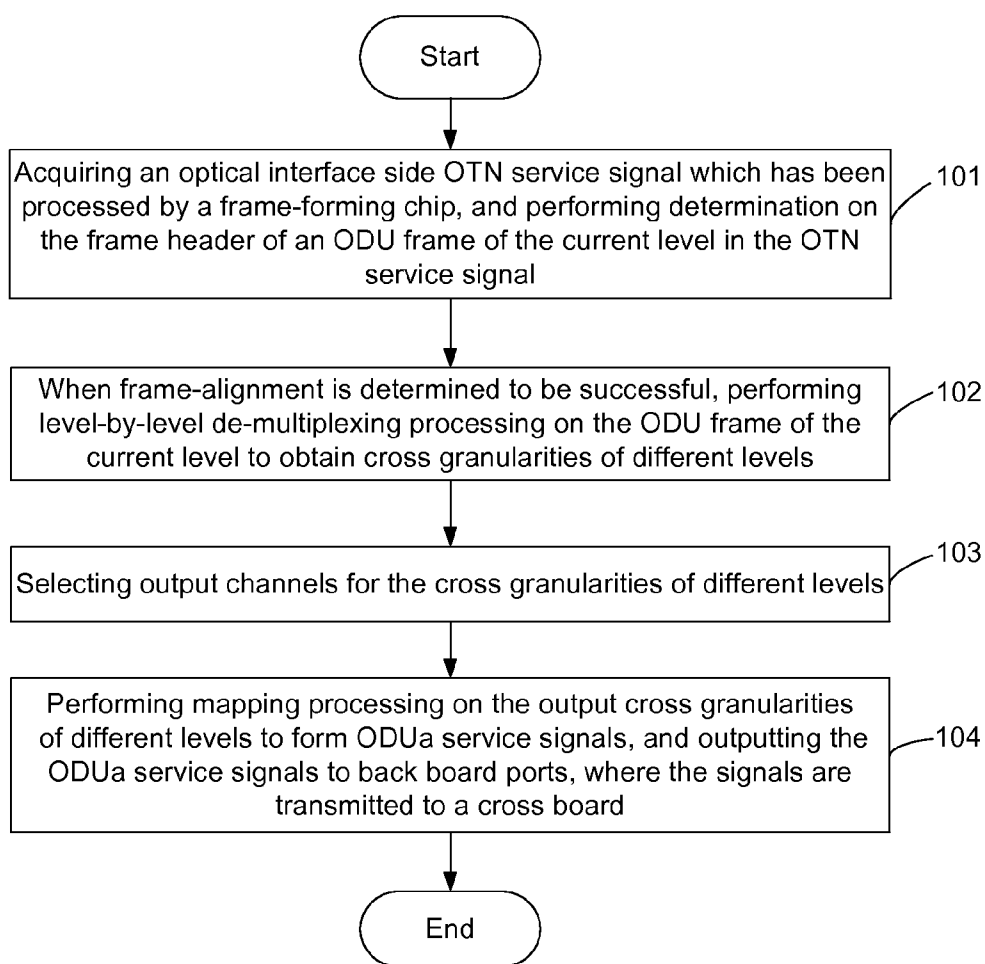 Start
Acquiring an optical interface side OTN service signal which has been
processed by a frame-forming chip, and performing determination on
the frame header of an ODU frame of the current level in the OTN
service signal
101
When frame-alignment is determined to be successful, performing
level-by-level de-multiplexing processing on the ODU frame of the
current level to obtain cross granularities of different levels
102
Selecting output channels for the cross granularities of different levels
103
Performing mapping processing on the output cross granularities
of different levels to form ODUa service signals, and outputting the
ODUa service signals to back board ports, where the signals are
transmitted to a cross board
104
End